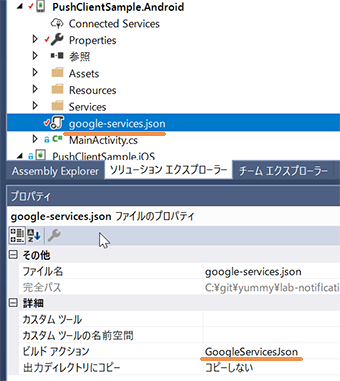 PushClientSample.Android
Connected Services
Properties
参照
Assets
Resources
Services
google-services.json
MainActivity.cs
PushClientSample.iOS
Assembly Explorer ソリューション エクスプローラー チーム エクスプローラー
プロパティ
google-services.json ファイルのプロパティ
その他
ファイル名 google-services.json
完全パス C:¥git¥yummy¥lab-notificati
詳細
カスタム ツール
カスタム ツールの名前空間
ビルド アクション GoogleServicesJson
出力ディレクトリにコピー コピーしない